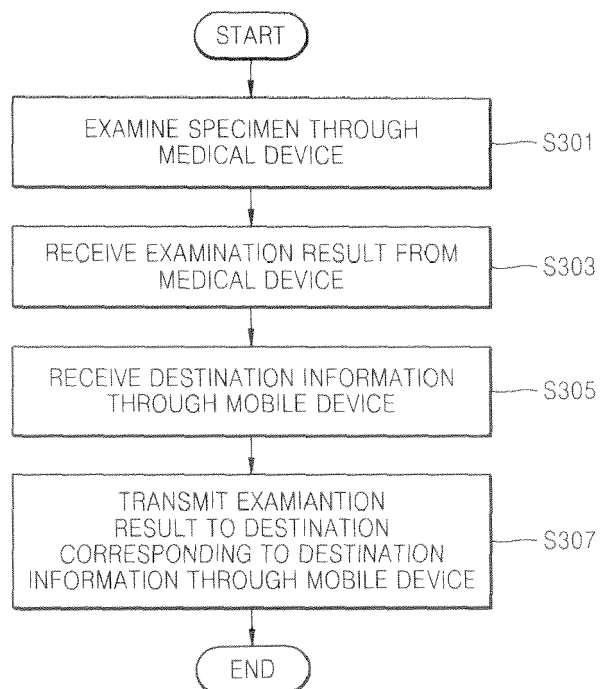 START
EXAMINE SPECIMEN THROUGH
MEDICAL DEVICE
S301
RECEIVE EXAMINATION RESULT FROM
MEDICAL DEVICE
S303
RECEIVE DESTINATION INFORMATION
THROUGH MOBILE DEVICE
S305
TRANSMIT EXAMIANTION
RESULT TO DESTINATION
CORRESPONDING TO DESTINATION
INFORMATION THROUGH MOBILE DEVICE
S307
END